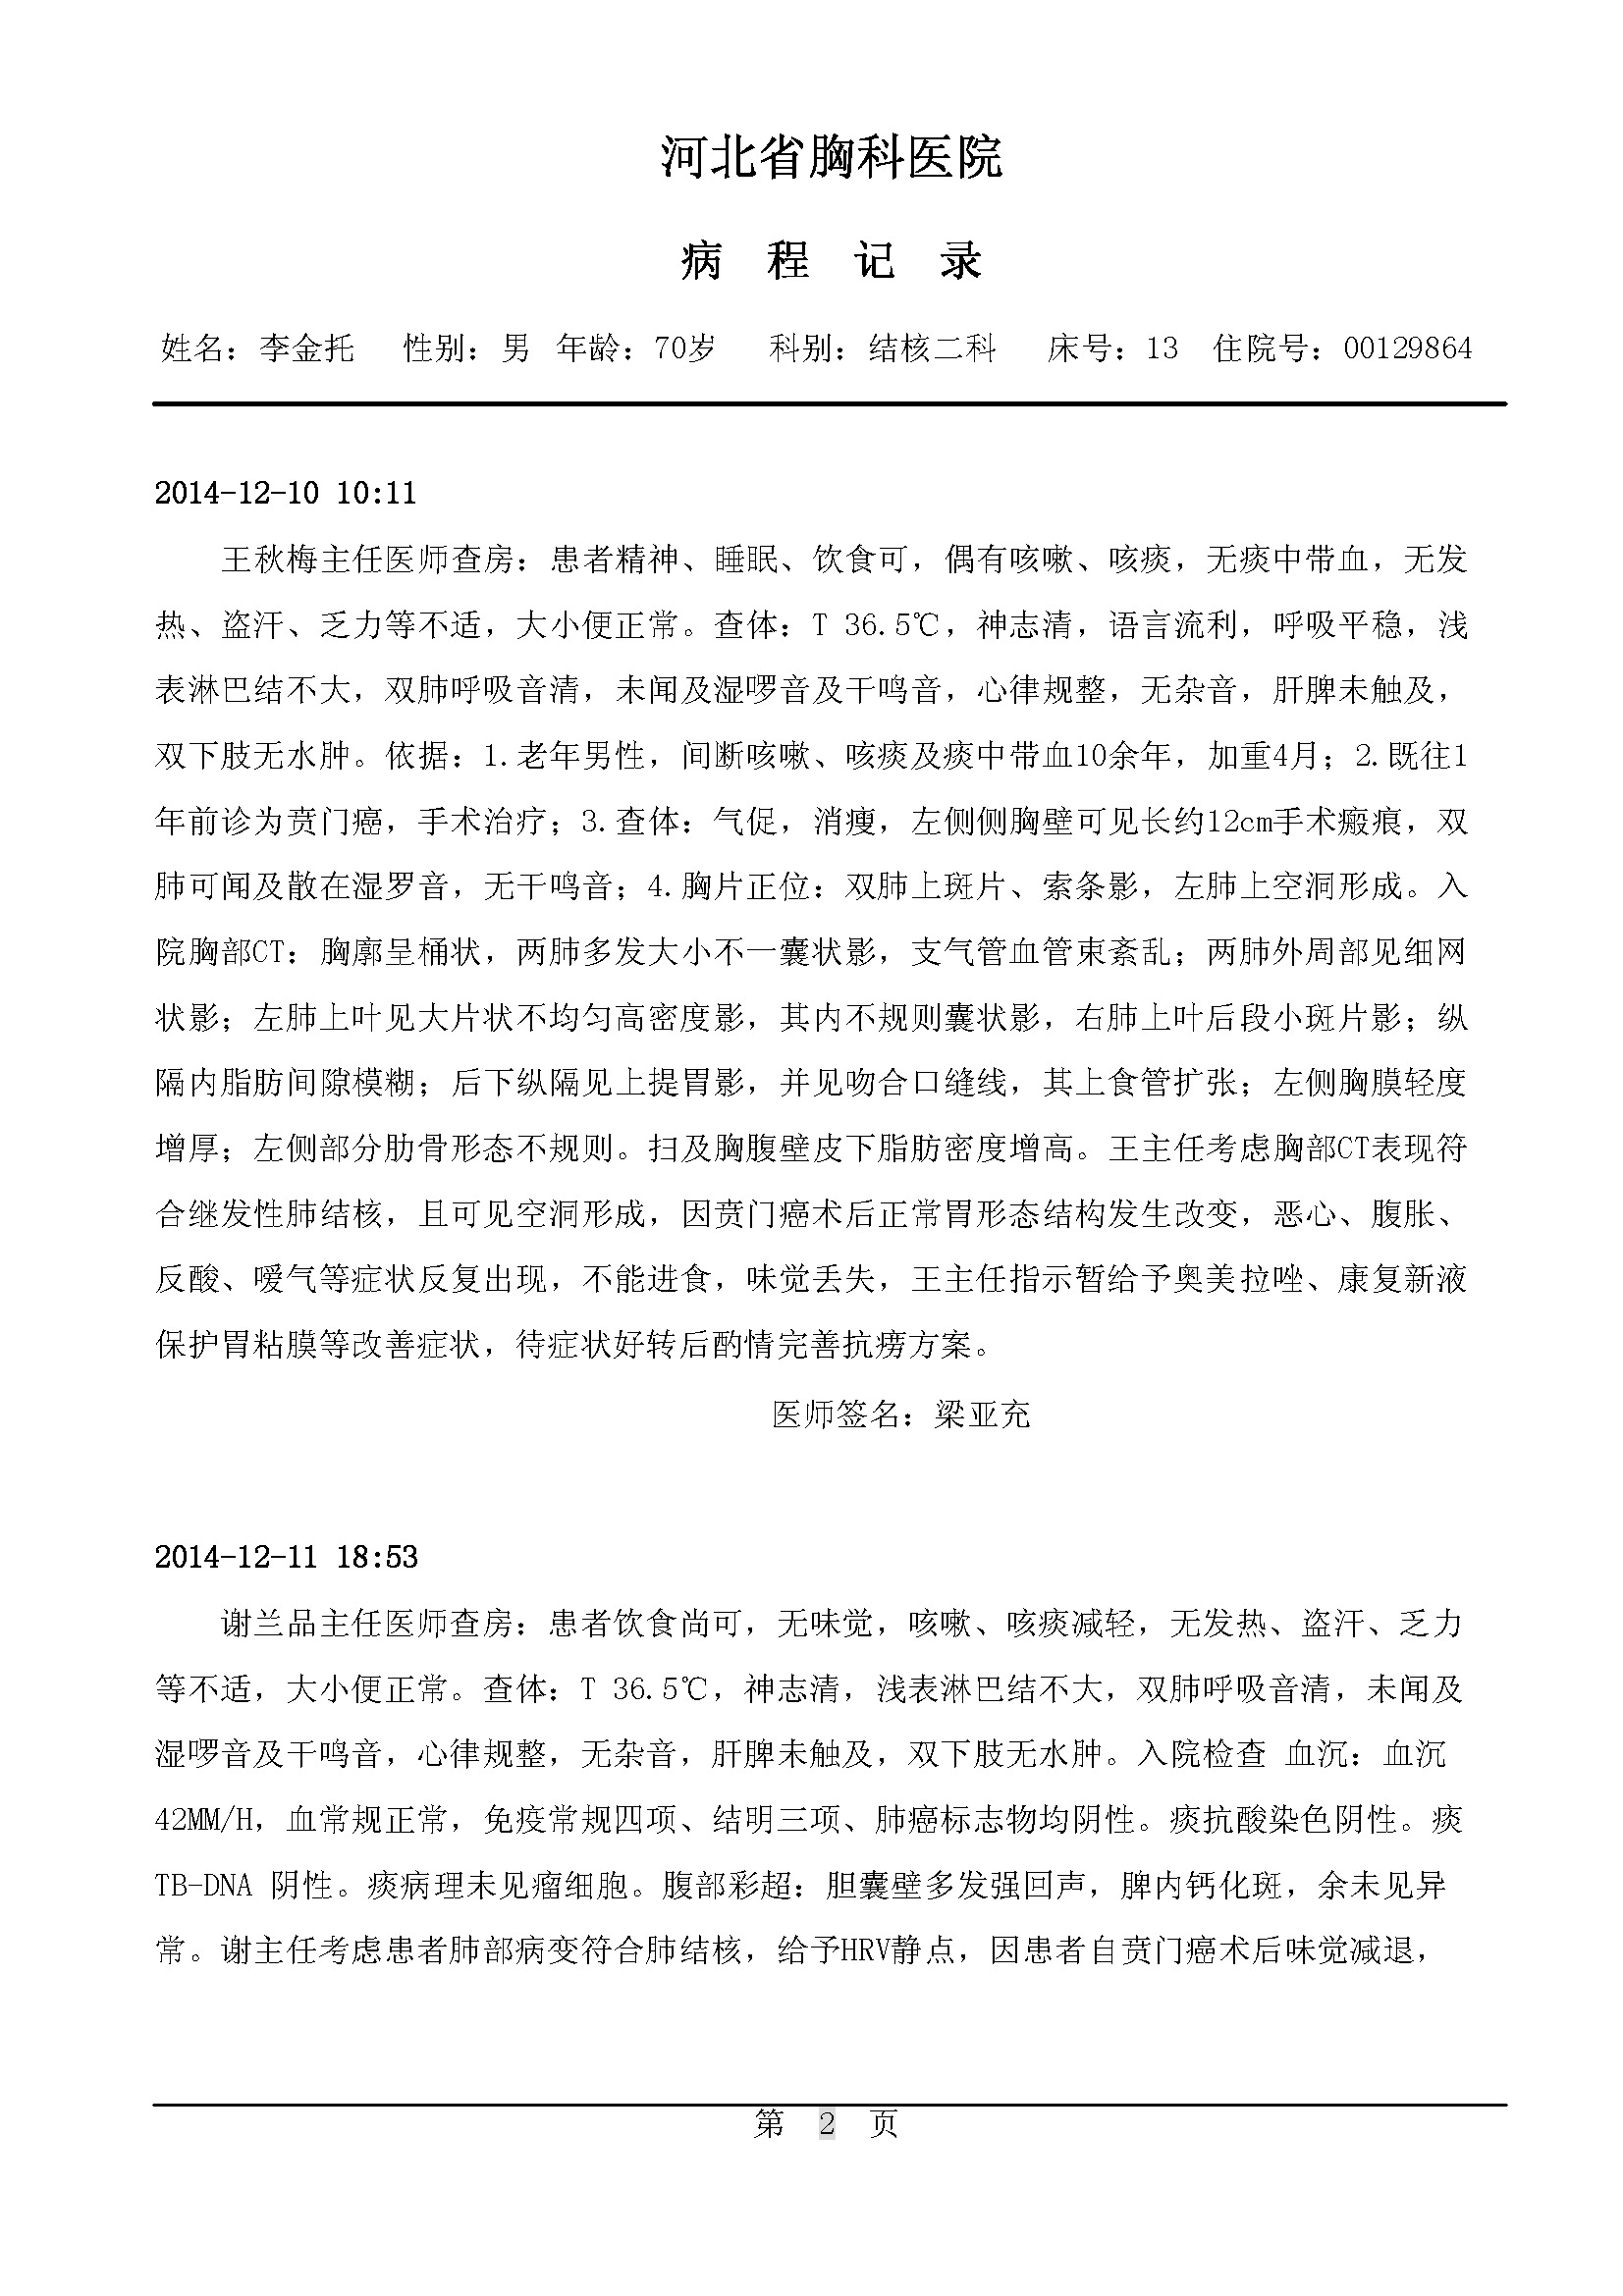 河北省胸科医院
病 程 记 录
姓名：李金托 性别：男 年龄：70岁 科别：结核二科 床号：13 住院号：00129864
2014-12-10 10:11
王秋梅主任医师查房：患者精神、睡眠、饮食可，偶有咳嗽、咳痰，无痰中带血，无发
热、盗汗、乏力等不适，大小便正常。查体：T 36.5℃，神志清，语言流利，呼吸平稳，浅
表淋巴结不大，双肺呼吸音清，未闻及湿啰音及干鸣音，心律规整，无杂音，肝脾未触及，
双下肢无水肿。依据：1.老年男性，间断咳嗽、咳痰及痰中带血10余年，加重4月；2.既往1
年前诊为贲门癌，手术治疗；3.查体：气促，消瘦，左侧侧胸壁可见长约12cm手术瘢痕，双
肺可闻及散在湿罗音，无干鸣音；4.胸片正位：双肺上斑片、索条影，左肺上空洞形成。入
院胸部CT：胸廓呈桶状，两肺多发大小不一囊状影，支气管血管束紊乱；两肺外周部见细网
状影；左肺上叶见大片状不均匀高密度影，其内不规则囊状影，右肺上叶后段小斑片影；纵
隔内脂肪间隙模糊；后下纵隔见上提胃影，并见吻合口缝线，其上食管扩张；左侧胸膜轻度
增厚；左侧部分肋骨形态不规则。扫及胸腹壁皮下脂肪密度增高。王主任考虑胸部CT表现符
合继发性肺结核，且可见空洞形成，因贲门癌术后正常胃形态结构发生改变，恶心、腹胀、
反酸、嗳气等症状反复出现，不能进食，味觉丢失，王主任指示暂给予奥美拉唑、康复新液
保护胃粘膜等改善症状，待症状好转后酌情完善抗痨方案。
医师签名：梁亚充
2014-12-11 18:53
谢兰品主任医师查房：患者饮食尚可，无味觉，咳嗽、咳痰减轻，无发热、盗汗、乏力
等不适，大小便正常。查体：T 36.5℃，神志清，浅表淋巴结不大，双肺呼吸音清，未闻及
湿啰音及干鸣音，心律规整，无杂音，肝脾未触及，双下肢无水肿。入院检查 血沉：血沉
42MM/H，血常规正常，免疫常规四项、结明三项、肺癌标志物均阴性。痰抗酸染色阴性。痰
TB-DNA 阴性。痰病理未见瘤细胞。腹部彩超：胆囊壁多发强回声，脾内钙化斑，余未见异
常。谢主任考虑患者肺部病变符合肺结核，给予HRV静点，因患者自贲门癌术后味觉减退，
第 2 页